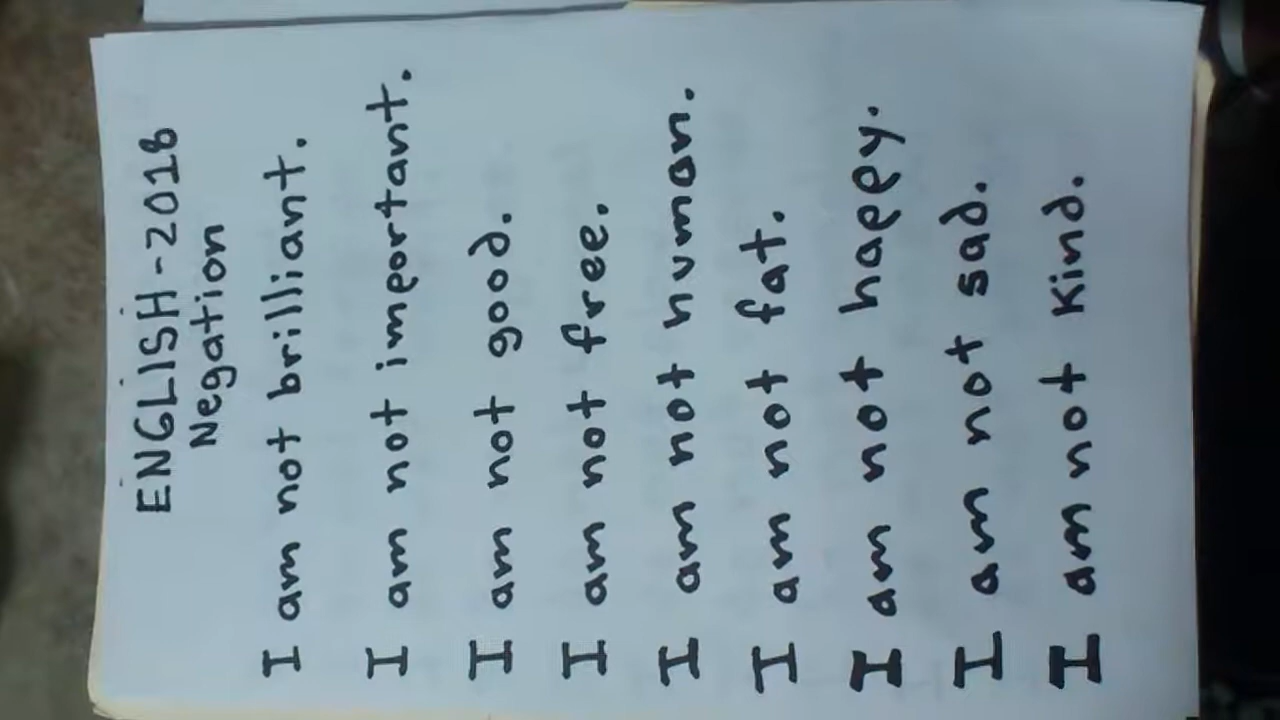 ENGLISH-2018
Negation
I am not brilliant.
I am not important.
I am not good.
I am not free.
I am not human.
I am not fat.
I am not happy.
I am not sad.
I am not kind.